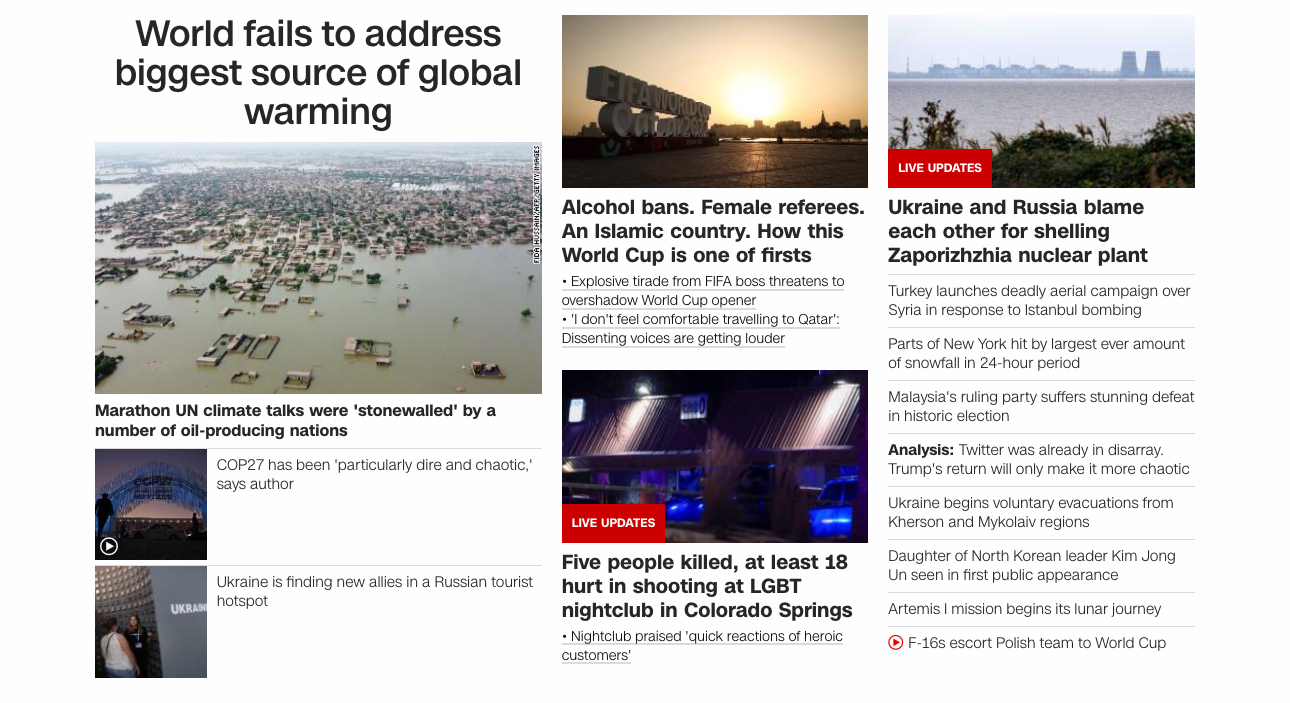 World fails to address
biggest source of global
warming
FIDA HUSSAIN/AFP/GETTY IMAGES
Marathon UN climate talks were 'stonewalled' by a
number of oil-producing nations
COP27
COP27 has been 'particularly dire and chaotic,'
says author
UKRAIN
Ukraine is finding new allies in a Russian tourist
hotspot
FIFA WORLD CUP
Qatar2022
Alcohol bans. Female referees.
An Islamic country. How this
World Cup is one of firsts
• Explosive tirade from FIFA boss threatens to
overshadow World Cup opener
• 'I don't feel comfortable travelling to Qatar':
Dissenting voices are getting louder
LIVE UPDATES
Five people killed, at least 18
hurt in shooting at LGBT
nightclub in Colorado Springs
• Nightclub praised 'quick reactions of heroic
customers'
LIVE UPDATES
Ukraine and Russia blame
each other for shelling
Zaporizhzhia nuclear plant
Turkey launches deadly aerial campaign over
Syria in response to Istanbul bombing
Parts of New York hit by largest ever amount
of snowfall in 24-hour period
Malaysia's ruling party suffers stunning defeat
in historic election
Analysis: Twitter was already in disarray.
Trump's return will only make it more chaotic
Ukraine begins voluntary evacuations from
Kherson and Mykolaiv regions
Daughter of North Korean leader Kim Jong
Un seen in first public appearance
Artemis I mission begins its lunar journey
F-16s escort Polish team to World Cup